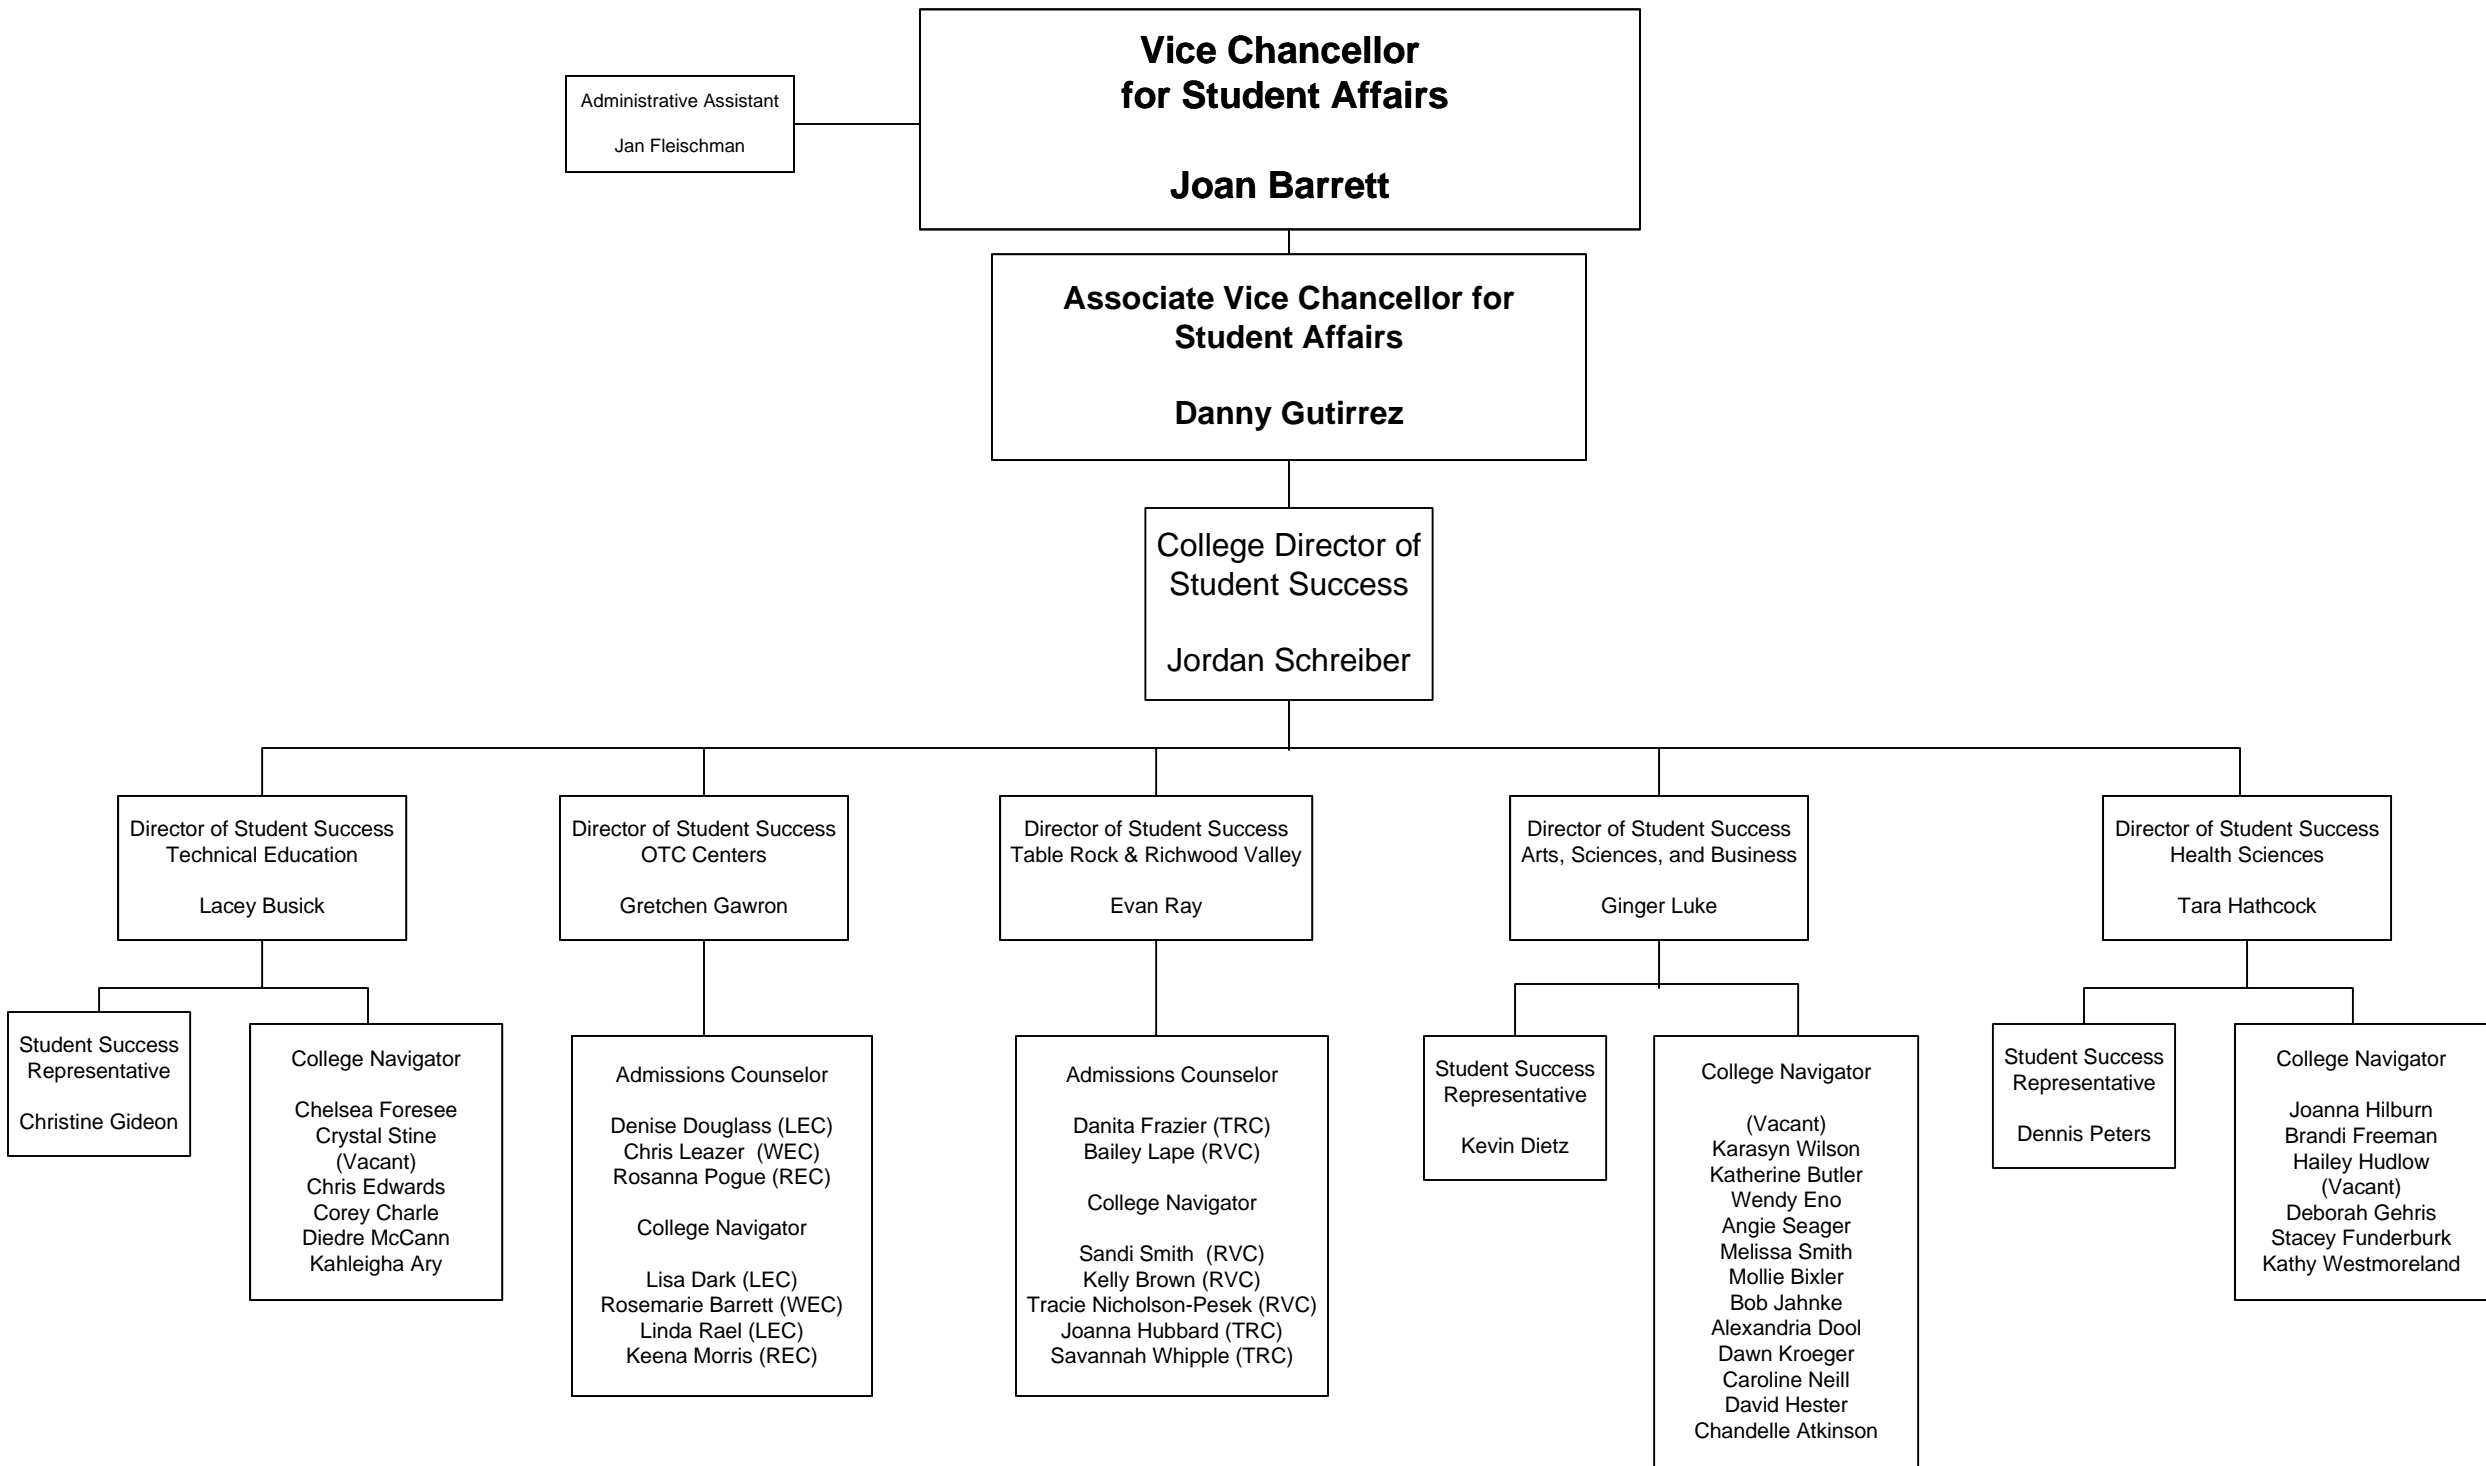 Vice Chancellor
for Student Affairs
Joan Barrett
Administrative Assistant
Jan Fleischman
Associate Vice Chancellor for
Student Affairs
Danny Gutirrez
College Director of
Student Success
Jordan Schreiber
Director of Student Success
Technical Education
Lacey Busick
Director of Student Success
OTC Centers
Gretchen Gawron
Director of Student Success
Table Rock & Richwood Valley
Evan Ray
Director of Student Success
Arts, Sciences, and Business
Ginger Luke
Director of Student Success
Health Sciences
Tara Hathcock
Student Success
Representative
Christine Gideon
College Navigator
Chelsea Foresee
Crystal Stine
(Vacant)
Chris Edwards
Corey Charle
Diedre McCann
Kahleigha Ary
Admissions Counselor
Denise Douglass (LEC)
Chris Leazer  (WEC)
Rosanna Pogue (REC)
College Navigator
Lisa Dark (LEC)
Rosemarie Barrett (WEC)
Linda Rael (LEC)
Keena Morris (REC)
Admissions Counselor
Danita Frazier (TRC)
Bailey Lape (RVC)
College Navigator
Sandi Smith  (RVC)
Kelly Brown (RVC)
Tracie Nicholson-Pesek (RVC)
Joanna Hubbard (TRC)
Savannah Whipple (TRC)
Student Success
Representative
Kevin Dietz
College Navigator
(Vacant)
Karasyn Wilson
Katherine Butler
Wendy Eno
Angie Seager
Melissa Smith
Mollie Bixler
Bob Jahnke
Alexandria Dool
Dawn Kroeger
Caroline Neill
David Hester
Chandelle Atkinson
Student Success
Representative
Dennis Peters
College Navigator
Joanna Hilburn
Brandi Freeman
Hailey Hudlow
(Vacant)
Deborah Gehris
Stacey Funderburk
Kathy Westmoreland